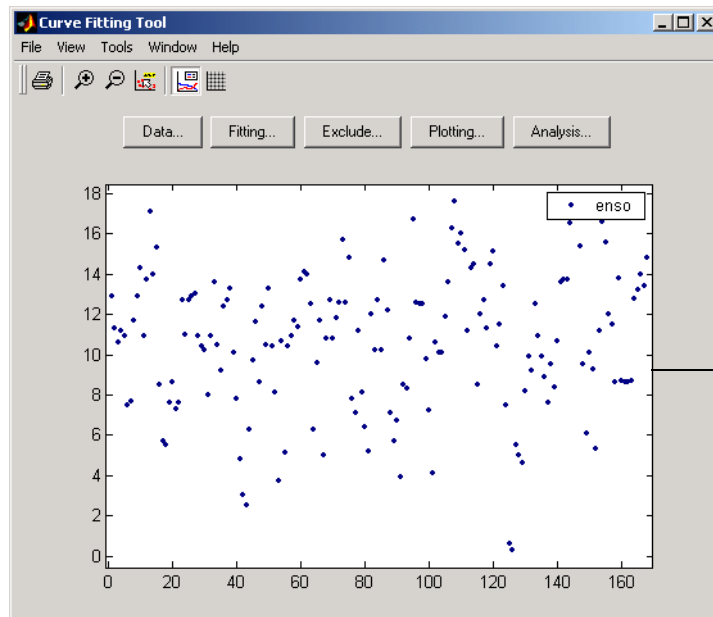 Curve Fitting Tool
File View Tools Window Help
Data... Fitting... Exclude... Plotting... Analysis...
enso
18
16
14
12
10
8
6
4
2
0
0 20 40 60 80 100 120 140 160